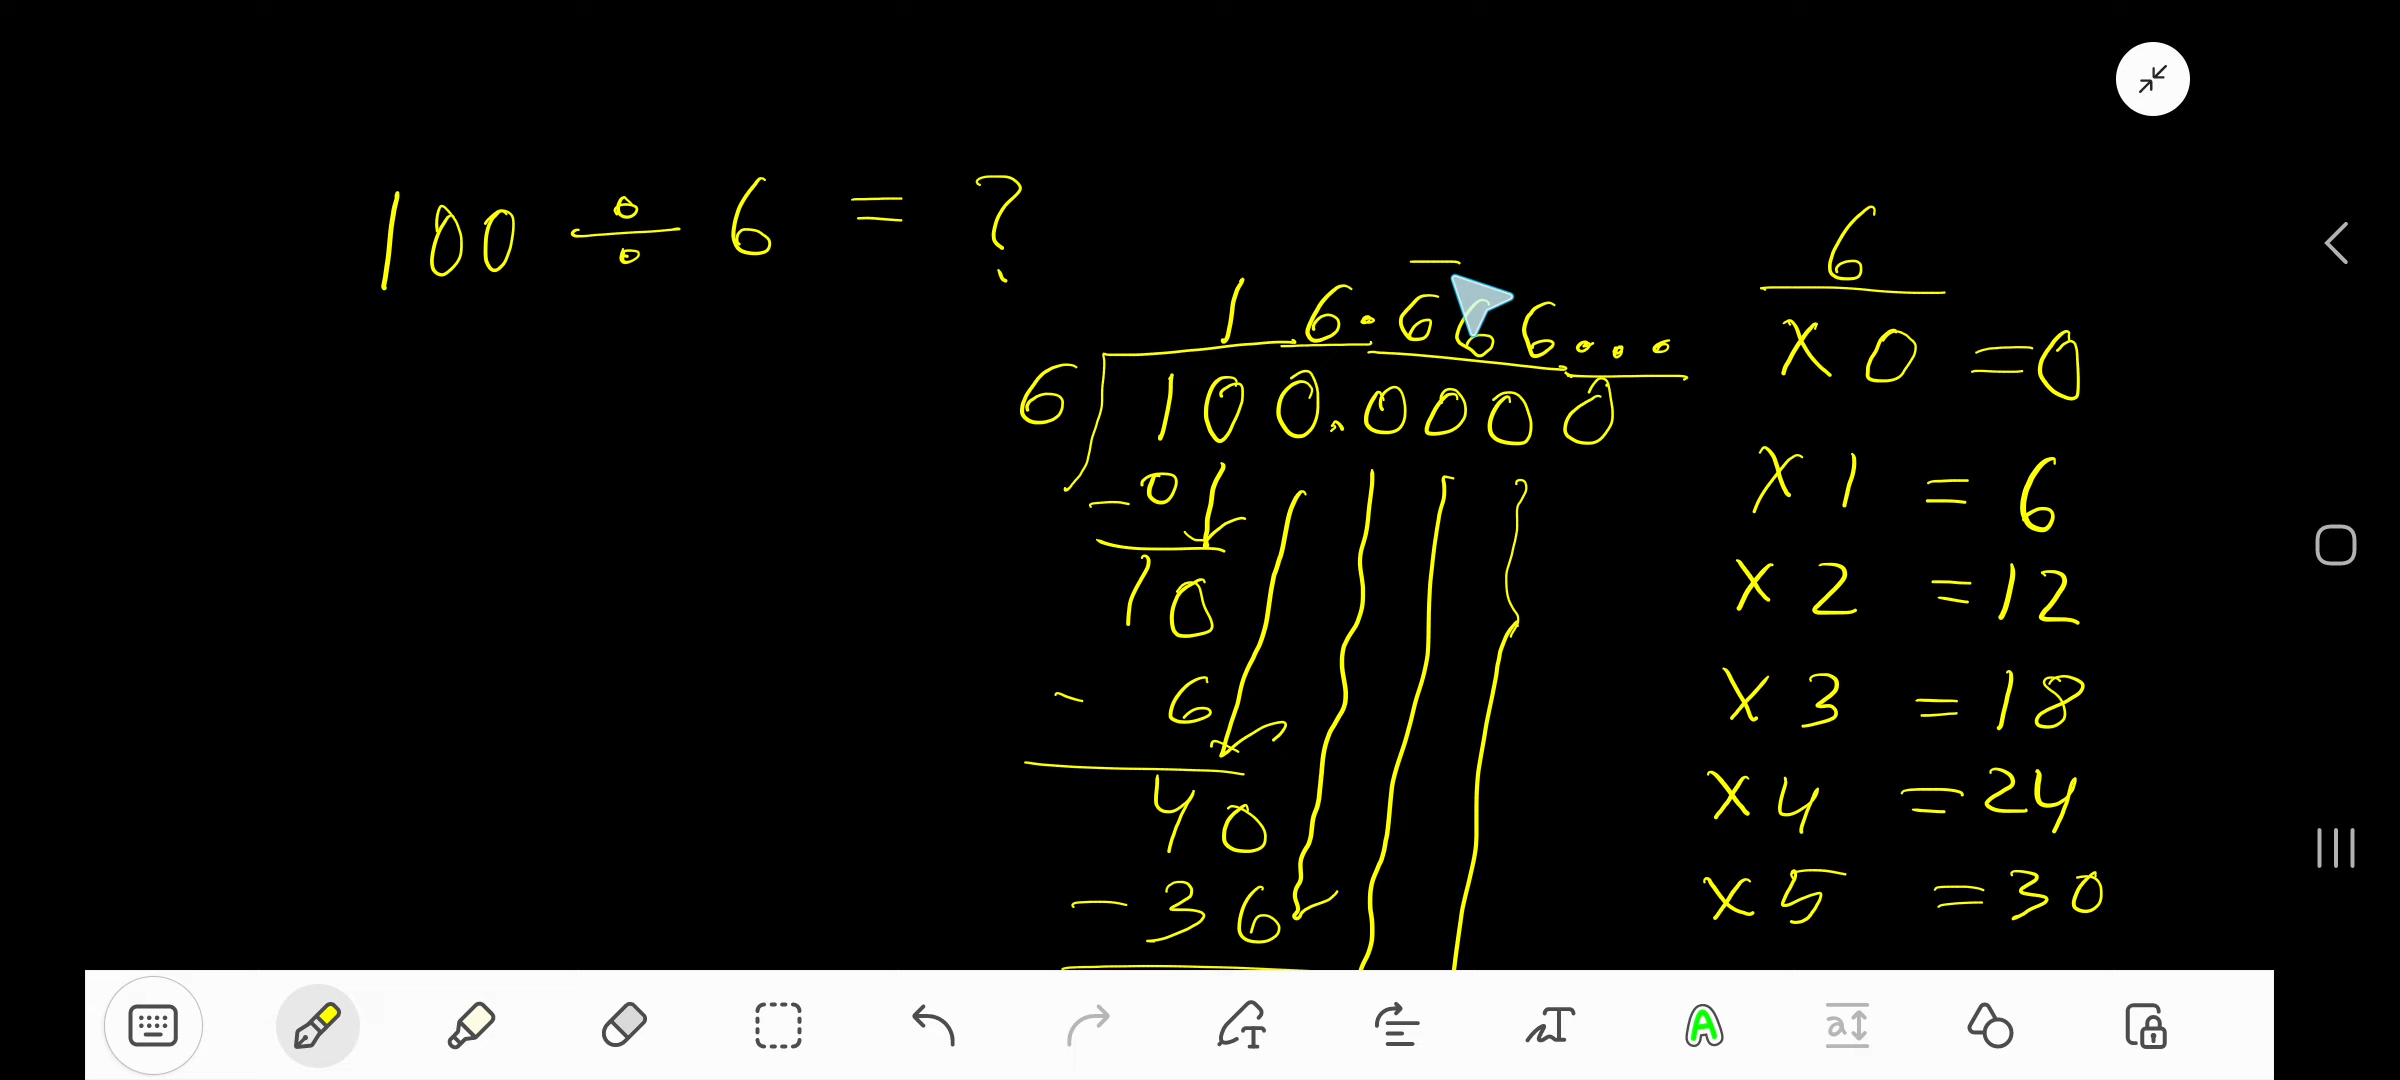 100 ÷ 6 = ?
16.666...
6 100.0000
- 0
10
- 6
40
- 36
6
X 0 = 0
X 1 = 6
X 2 = 12
X 3 = 18
X 4 = 24
X 5 = 30